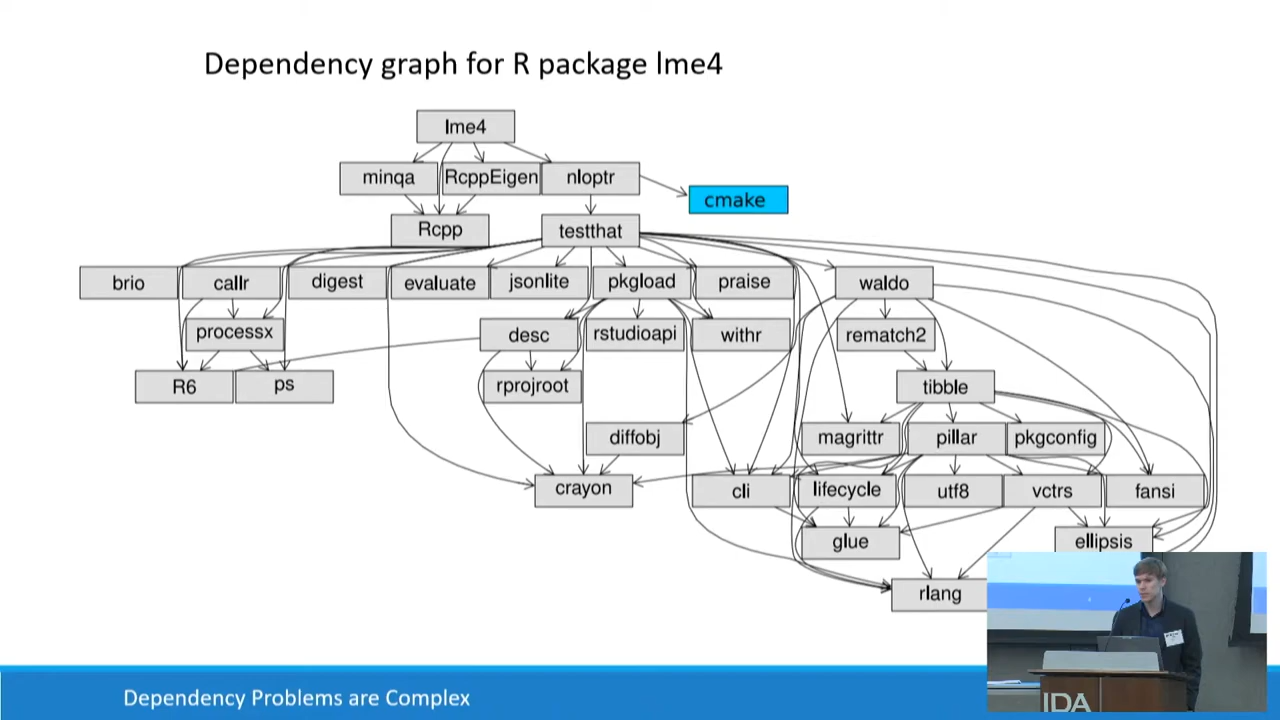 Dependency graph for R package lme4
lme4
minqa
RcppEigen
nloptr
cmake
Rcpp
testthat
brio
callr
digest
evaluate
jsonlite
pkgload
praise
waldo
processx
desc
rstudioapi
withr
rematch2
R6
ps
rprojroot
tibble
diffobj
magrittr
pillar
pkgconfig
crayon
cli
lifecycle
utf8
vctrs
fansi
glue
ellipsis
rlang
IDA
Dependency Problems are Complex